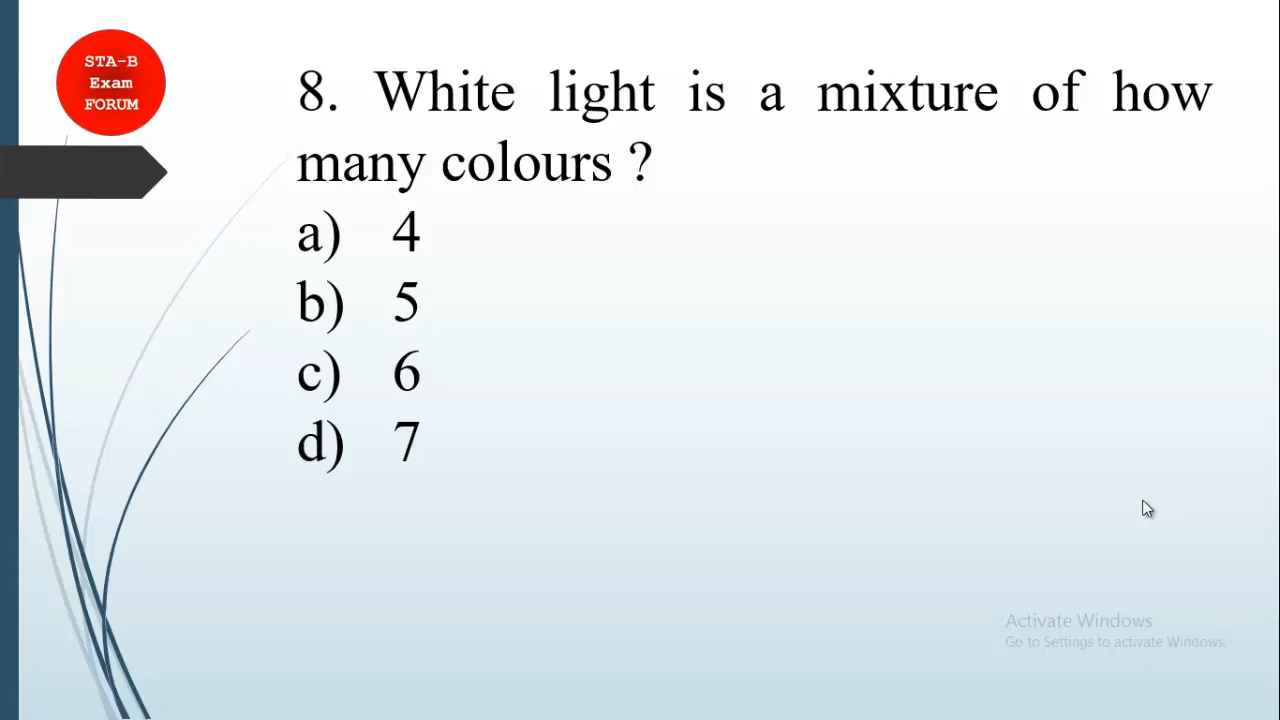 STA-B
Exam
FORUM
8. White light is a mixture of how
many colours ?
a) 4
b) 5
c) 6
d) 7
Activate Windows
Go to Settings to activate Windows.